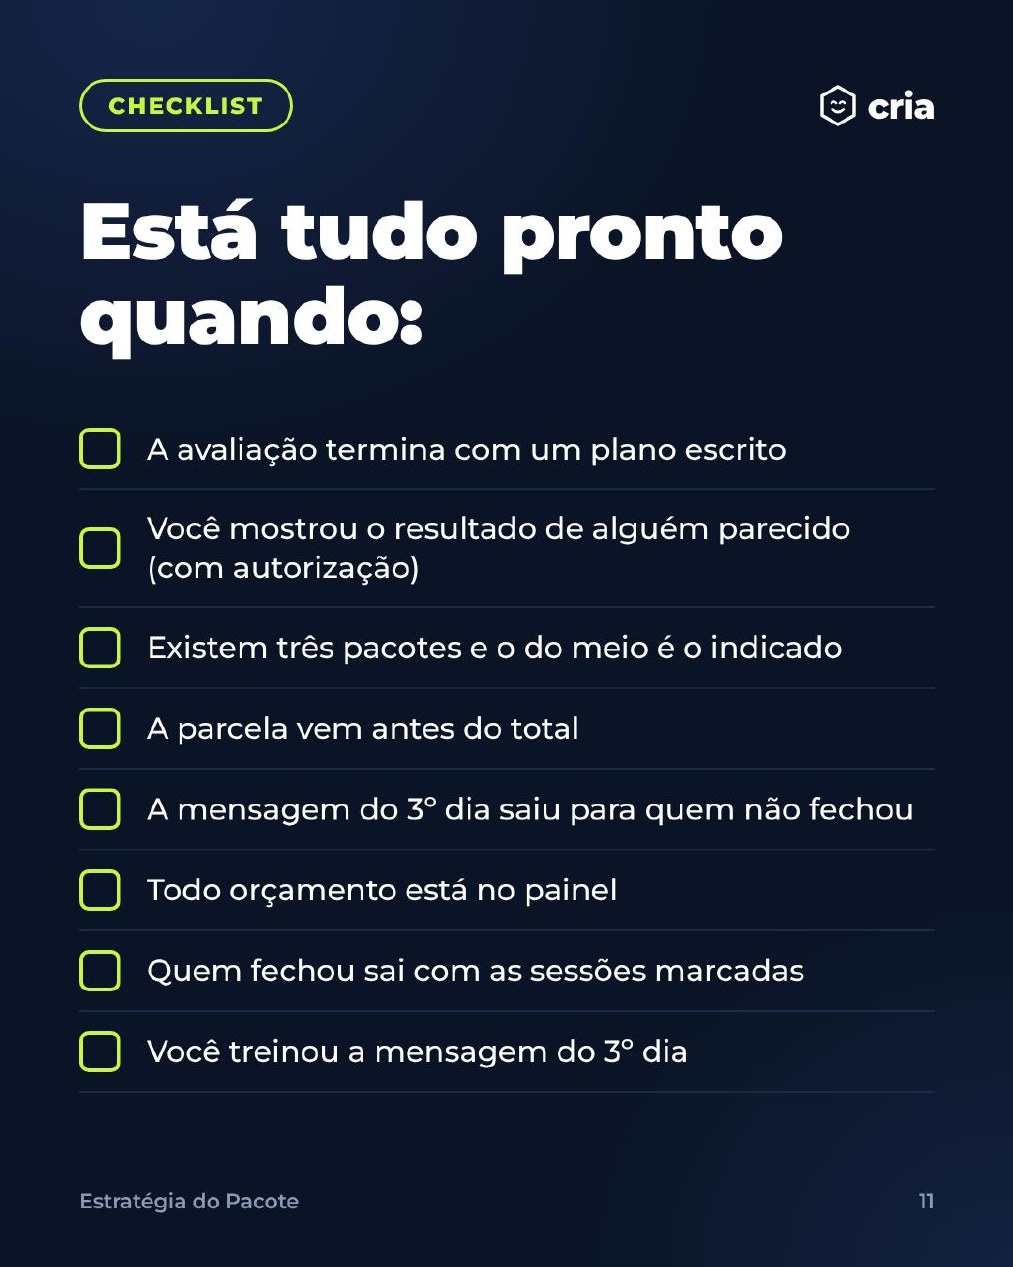 CHECKLIST
cria
Está tudo pronto
quando:
A avaliação termina com um plano escrito
Você mostrou o resultado de alguém parecido
(com autorização)
Existem três pacotes e o do meio é o indicado
A parcela vem antes do total
A mensagem do 3º dia saiu para quem não fechou
Todo orçamento está no painel
Quem fechou sai com as sessões marcadas
Você treinou a mensagem do 3º dia
Estratégia do Pacote
11